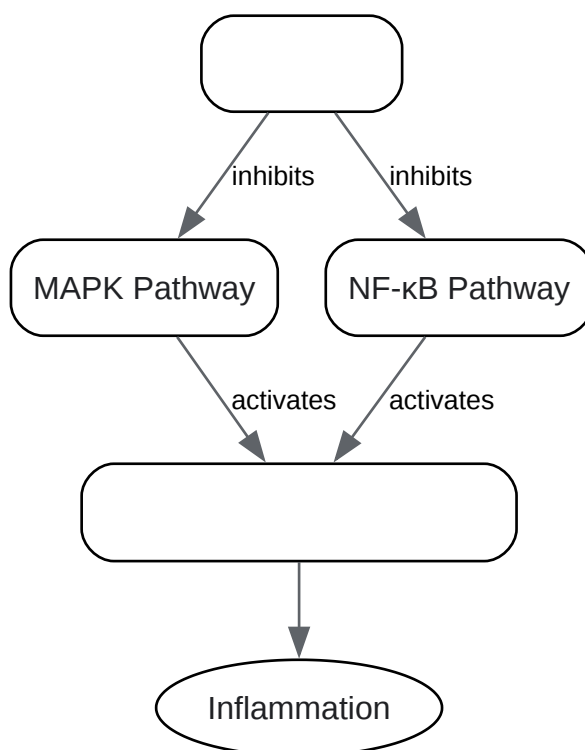 inhibits
inhibits
MAPK Pathway
NF-κB Pathway
activates
activates
Inflammation